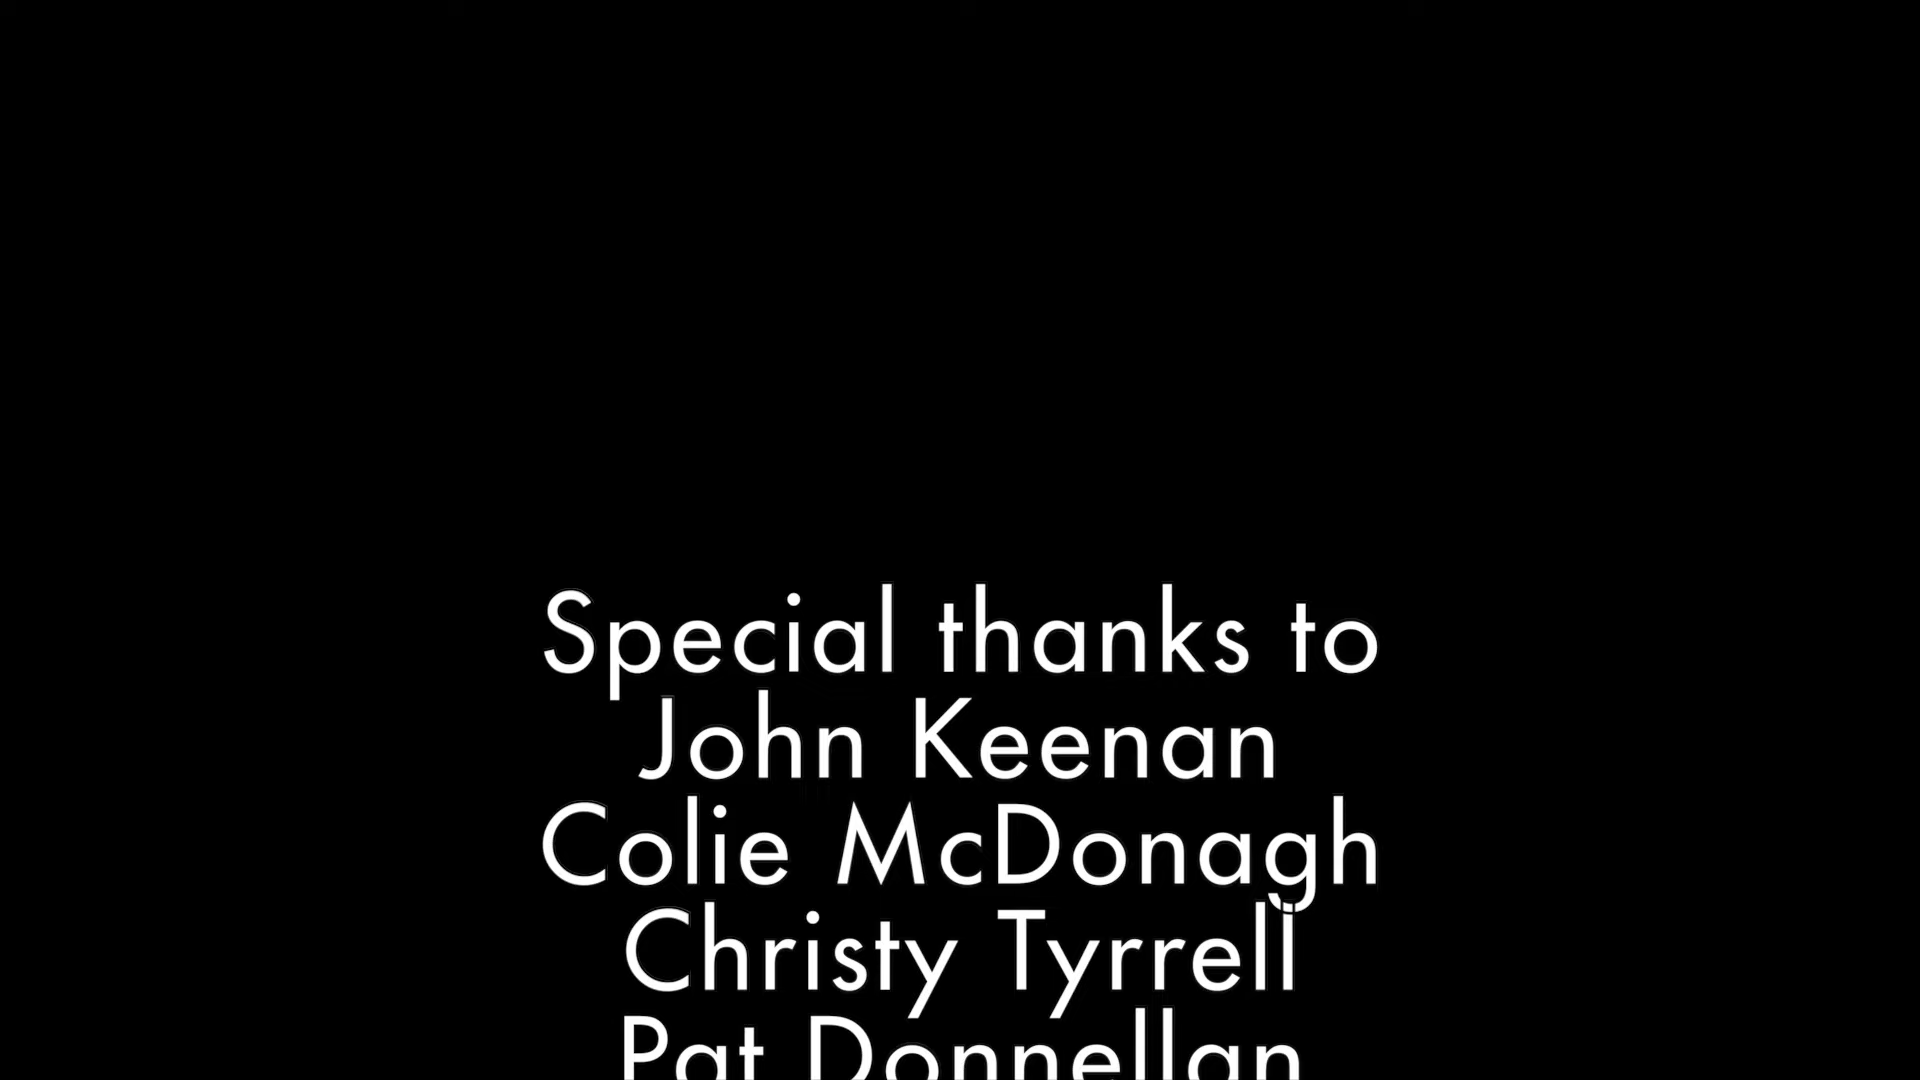 Special thanks to
John Keenan
Colie McDonagh
Christy Tyrrell
Pat Donnellan